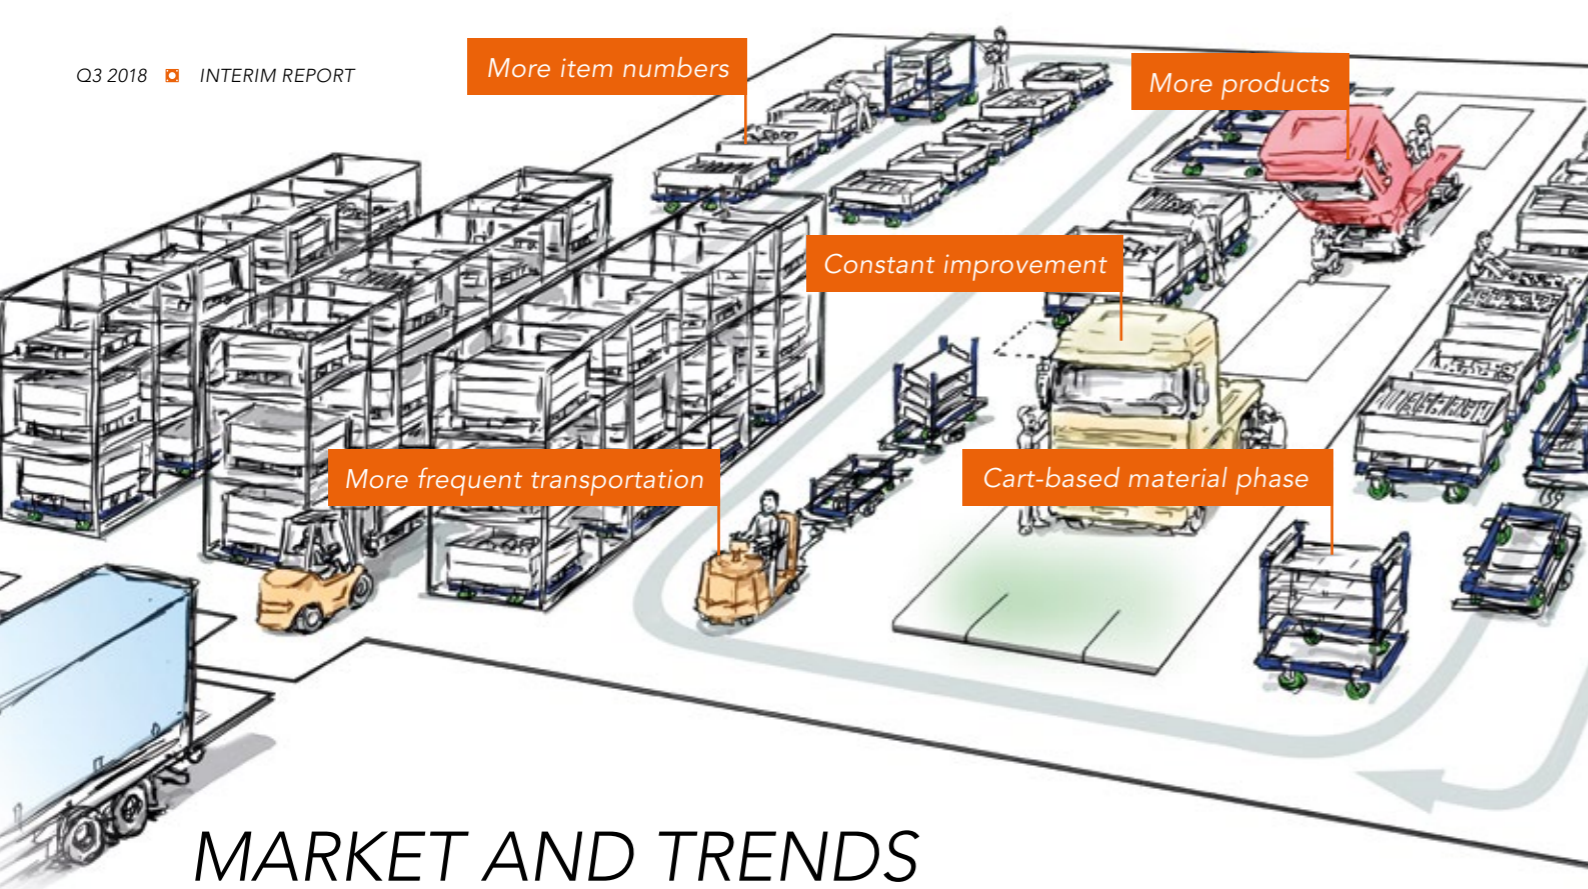 Q3 2018 INTERIM REPORT
More item numbers
More products
Constant improvement
More frequent transportation
Cart-based material phase
MARKET AND TRENDS